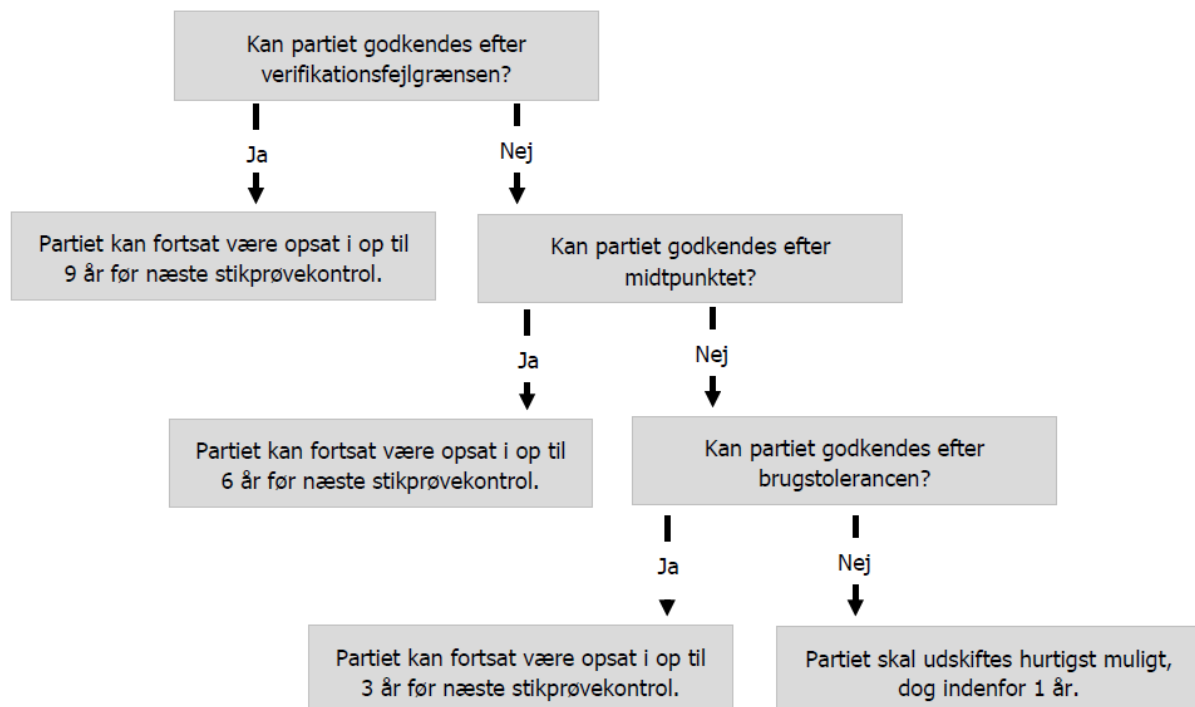 Kan partiet godkendes efter
verifikationsfejlgrænsen?
Ja
Nej
Partiet kan fortsat være opsat i op til
9 år før næste stikprøvekontrol.
Kan partiet godkendes efter
midtpunktet?
Ja
Nej
Partiet kan fortsat være opsat i op til
6 år før næste stikprøvekontrol.
Kan partiet godkendes efter
brugstolerancen?
Ja
Nej
Partiet kan fortsat være opsat i op til
3 år før næste stikprøvekontrol.
Partiet skal udskiftes hurtigst muligt,
dog indenfor 1 år.